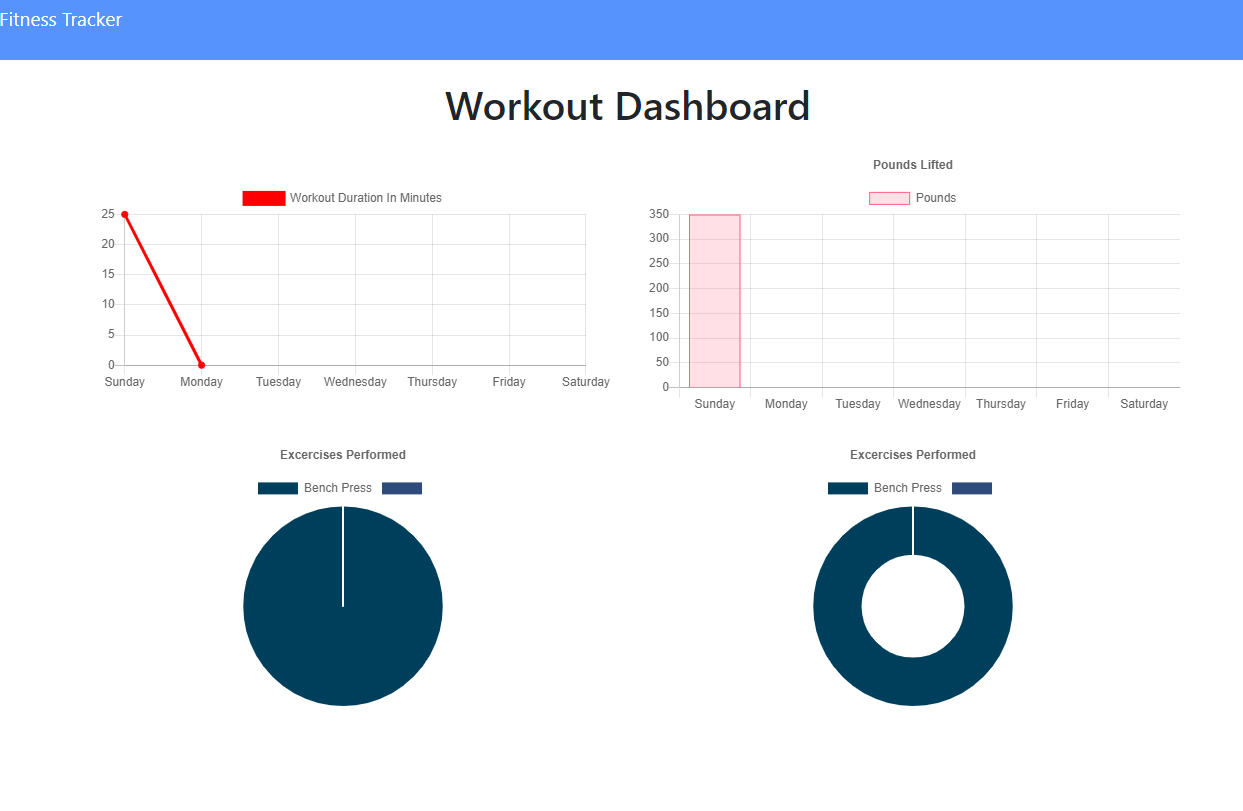 Fitness Tracker
Workout Dashboard
Workout Duration In Minutes
25
20
15
10
5
0
Sunday Monday Tuesday Wednesday Thursday Friday Saturday
Pounds Lifted
Pounds
350
300
250
200
150
100
50
0
Sunday Monday Tuesday Wednesday Thursday Friday Saturday
Excercises Performed
Bench Press
Excercises Performed
Bench Press